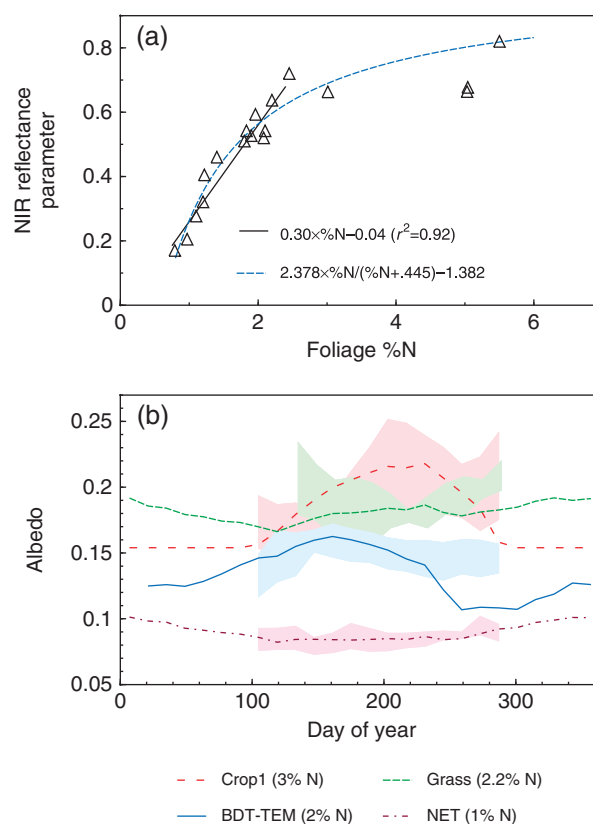 (a)
0.8
0.6
0.4
0.2
0
NIR reflectance
parameter
0.30×%N–0.04 (r²=0.92)
2.378×%N/(%N+.445)–1.382
0 2 4 6
Foliage %N
(b)
0.25
0.2
0.15
0.1
0.05
Albedo
0 100 200 300
Day of year
Crop1 (3% N) Grass (2.2% N)
BDT-TEM (2% N) NET (1% N)